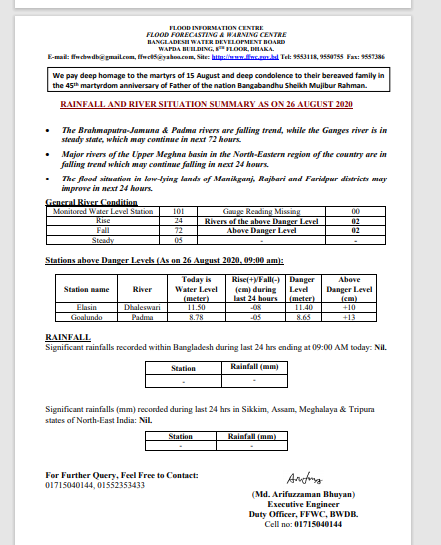 FLOOD INFORMATION CENTRE
FLOOD FORECASTING & WARNING CENTRE
BANGLADESH WATER DEVELOPMENT BOARD
WAPDA BUILDING, 8TH FLOOR, DHAKA.
E-mail: ffwcbwdb@gmail.com, ffwc05@yahoo.com, Site: http://www.ffwc.gov.bd Tel: 9553118, 9550755 Fax: 9557386
We pay deep homage to the martyrs of 15 August and deep condolence to their bereaved family in
the 45th martyrdom anniversary of Father of the nation Bangabandhu Sheikh Mujibur Rahman.
RAINFALL AND RIVER SITUATION SUMMARY AS ON 26 AUGUST 2020
• The Brahmaputra-Jamuna & Padma rivers are falling trend, while the Ganges river is in
steady state, which may continue in next 72 hours.
• Major rivers of the Upper Meghna basin in the North-Eastern region of the country are in
falling trend which may continue falling in next 24 hours.
• The flood situation in low-lying lands of Manikganj, Rajbari and Faridpur districts may
improve in next 24 hours.
General River Condition
Monitored Water Level Station 101 Gauge Reading Missing 00
Rise 24 Rivers of the above Danger Level 02
Fall 72 Above Danger Level 02
Steady 05 - -
Stations above Danger Levels (As on 26 August 2020, 09:00 am):
Station name River Today is Water Level (meter) Rise(+)/Fall(-) (cm) during last 24 hours Danger Level (meter) Above Danger Level (cm)
Elasin Dhaleswari 11.50 -08 11.40 +10
Goalundo Padma 8.78 -05 8.65 +13
RAINFALL
Significant rainfalls recorded within Bangladesh during last 24 hrs ending at 09:00 AM today: Nil.
Station Rainfall (mm)
- -
Significant rainfalls (mm) recorded during last 24 hrs in Sikkim, Assam, Meghalaya & Tripura
states of North-East India: Nil.
Station Rainfall (mm)
- -
For Further Query, Feel Free to Contact:
01715040144, 01552353433
(Md. Arifuzzaman Bhuyan)
Executive Engineer
Duty Officer, FFWC, BWDB.
Cell no: 01715040144